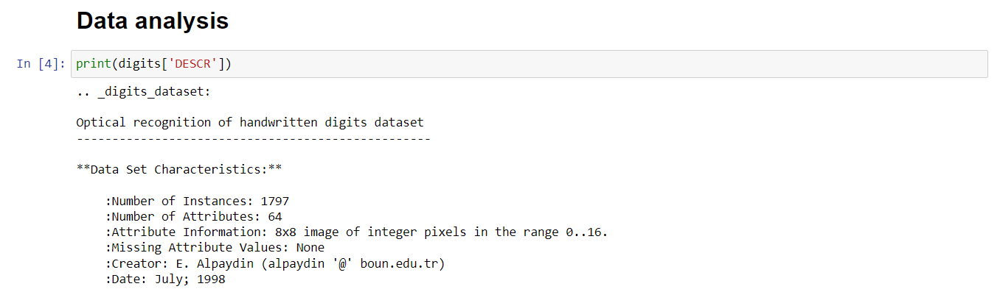 Data analysis
In [4]: print(digits['DESCR'])
.. _digits_dataset:
Optical recognition of handwritten digits dataset
--------------------------------------------------
**Data Set Characteristics:**
:Number of Instances: 1797
:Number of Attributes: 64
:Attribute Information: 8x8 image of integer pixels in the range 0..16.
:Missing Attribute Values: None
:Creator: E. Alpaydin (alpaydin '@' boun.edu.tr)
:Date: July; 1998